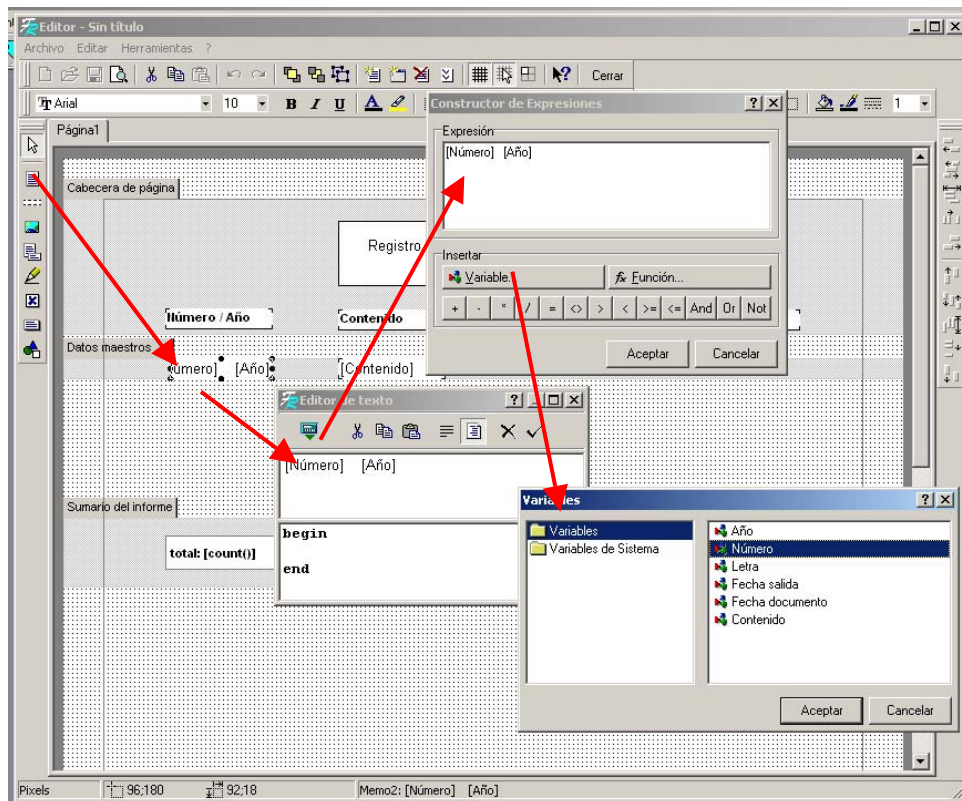 Editor - Sin título
Archivo Editar Herramientas ?
Cerrar
Arial 10 B I U A 1
Página1
Cabecera de página
Registro
Número / Año Contenido
Datos maestros
úmero] [Año] [Contenido]
Sumario del informe
total: [count()]
Constructor de Expresiones
Expresión
[Número] [Año]
Insertar
Variable... fx Función...
+ - * / = <> > < >= <= And Or Not
Aceptar Cancelar
Editor de texto
[Número] [Año]
begin
end
Variables
Variables
Variables de Sistema
Año
Número
Letra
Fecha salida
Fecha documento
Contenido
Aceptar Cancelar
Pixels 96;180 92;18 Memo2: [Número] [Año]